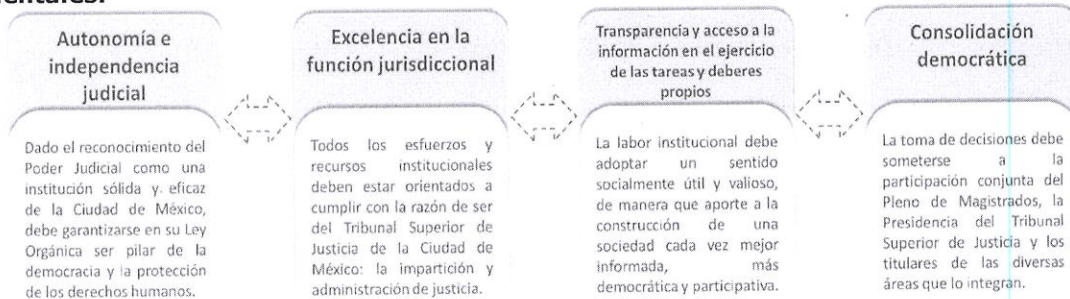 entales.
Autonomía e
independencia
judicial
Dado el reconocimiento del
Poder Judicial como una
institución sólida y eficaz
de la Ciudad de México,
debe garantizarse en su Ley
Orgánica ser pilar de la
democracia y la protección
de los derechos humanos.
Excelencia en la
función jurisdiccional
Todos los esfuerzos y
recursos institucionales
deben estar orientados a
cumplir con la razón de ser
del Tribunal Superior de
Justicia de la Ciudad de
México: la impartición y
administración de justicia.
Transparencia y acceso a la
información en el ejercicio
de las tareas y deberes
propios
La labor institucional debe
adoptar un sentido
socialmente útil y valioso,
de manera que aporte a la
construcción de una
sociedad cada vez mejor
informada, más
democrática y participativa.
Consolidación
democrática
La toma de decisiones debe
someterse a la
participación conjunta del
Pleno de Magistrados, la
Presidencia del Tribunal
Superior de Justicia y los
titulares de las diversas
áreas que lo integran.